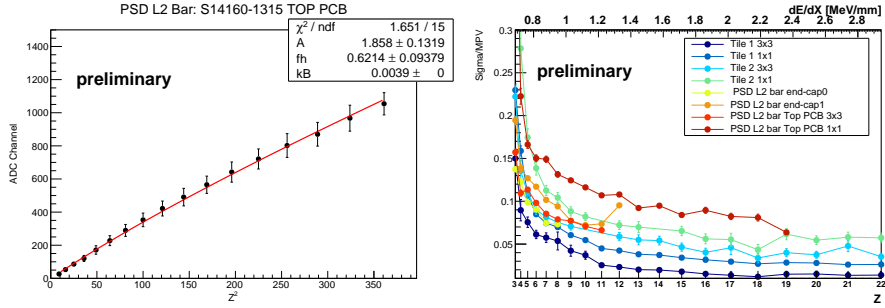 PSD L2 Bar: S14160-1315 TOP PCB
χ² / ndf 1.651 / 15
A 1.858 ± 0.1319
fh 0.6214 ± 0.09379
kB 0.0039 ± 0
preliminary
ADC Channel
1400
1200
1000
800
600
400
200
0
0 50 100 150 200 250 300 350
Z²
dE/dX [MeV/mm]
0.8 1 1.2 1.4 1.6 1.8 2 2.2 2.4 2.6 2.8
Sigma/MPV
0.3
0.25
0.2
0.15
0.1
0.05
preliminary
Tile 1 3x3
Tile 1 1x1
Tile 2 3x3
Tile 2 1x1
PSD L2 bar end-cap0
PSD L2 bar end-cap1
PSD L2 bar Top PCB 3x3
PSD L2 bar Top PCB 1x1
3 4 5 6 7 8 9 10 11 12 13 14 15 16 17 18 19 20 21 22
Z